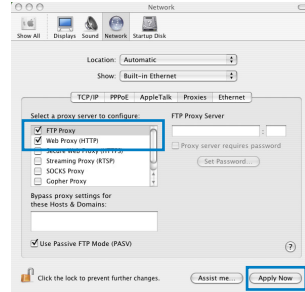 Network
Show All Displays Sound Network Startup Disk
Location: Automatic
Show: Built-in Ethernet
TCP/IP PPPoE AppleTalk Proxies Ethernet
Select a proxy server to configure: FTP Proxy Server
FTP Proxy
Web Proxy (HTTP)
Secure Web Proxy (HTTPS)
Streaming Proxy (RTSP)
SOCKS Proxy
Gopher Proxy
:
Proxy server requires password
Set Password...
Bypass proxy settings for
these Hosts & Domains:
Use Passive FTP Mode (PASV)
?
Click the lock to prevent further changes.
Assist me...
Apply Now